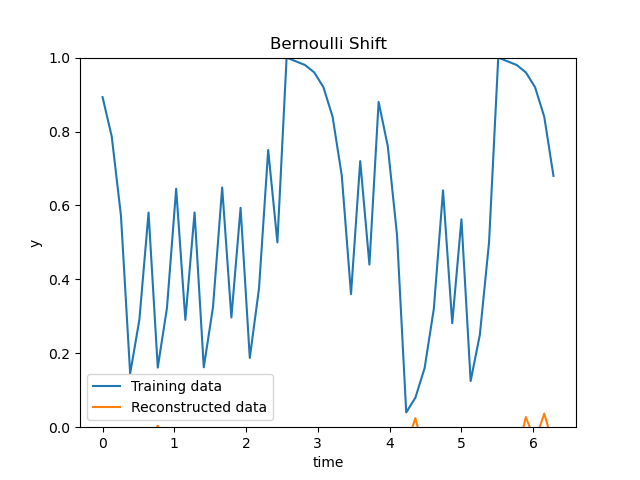 Bernoulli Shift
1.0
0.8
0.6
0.4
0.2
0.0
y
Training data
Reconstructed data
0 1 2 3 4 5 6
time